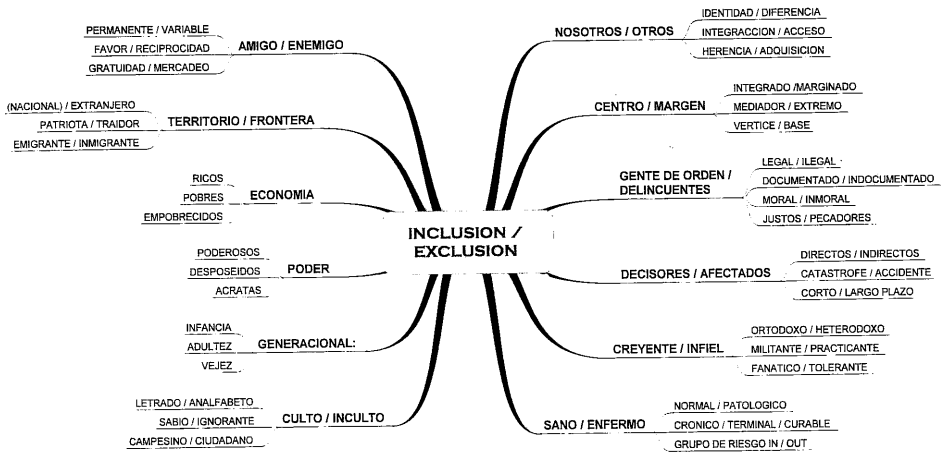 INCLUSION /
EXCLUSION
AMIGO / ENEMIGO
PERMANENTE / VARIABLE
FAVOR / RECIPROCIDAD
GRATUIDAD / MERCADEO
TERRITORIO / FRONTERA
(NACIONAL) / EXTRANJERO
PATRIOTA / TRAIDOR
EMIGRANTE / INMIGRANTE
ECONOMIA
RICOS
POBRES
EMPOBRECIDOS
PODER
PODEROSOS
DESPOSEIDOS
ACRATAS
GENERACIONAL:
INFANCIA
ADULTEZ
VEJEZ
CULTO / INCULTO
LETRADO / ANALFABETO
SABIO / IGNORANTE
CAMPESINO / CIUDADANO
NOSOTROS / OTROS
IDENTIDAD / DIFERENCIA
INTEGRACCION / ACCESO
HERENCIA / ADQUISICION
CENTRO / MARGEN
INTEGRADO /MARGINADO
MEDIADOR / EXTREMO
VERTICE / BASE
GENTE DE ORDEN /
DELINCUENTES
LEGAL / ILEGAL
DOCUMENTADO / INDOCUMENTADO
MORAL / INMORAL
JUSTOS / PECADORES
DECISORES / AFECTADOS
DIRECTOS / INDIRECTOS
CATASTROFE / ACCIDENTE
CORTO / LARGO PLAZO
CREYENTE / INFIEL
ORTODOXO / HETERODOXO
MILITANTE / PRACTICANTE
FANATICO / TOLERANTE
SANO / ENFERMO
NORMAL / PATOLOGICO
CRONICO / TERMINAL / CURABLE
GRUPO DE RIESGO IN / OUT